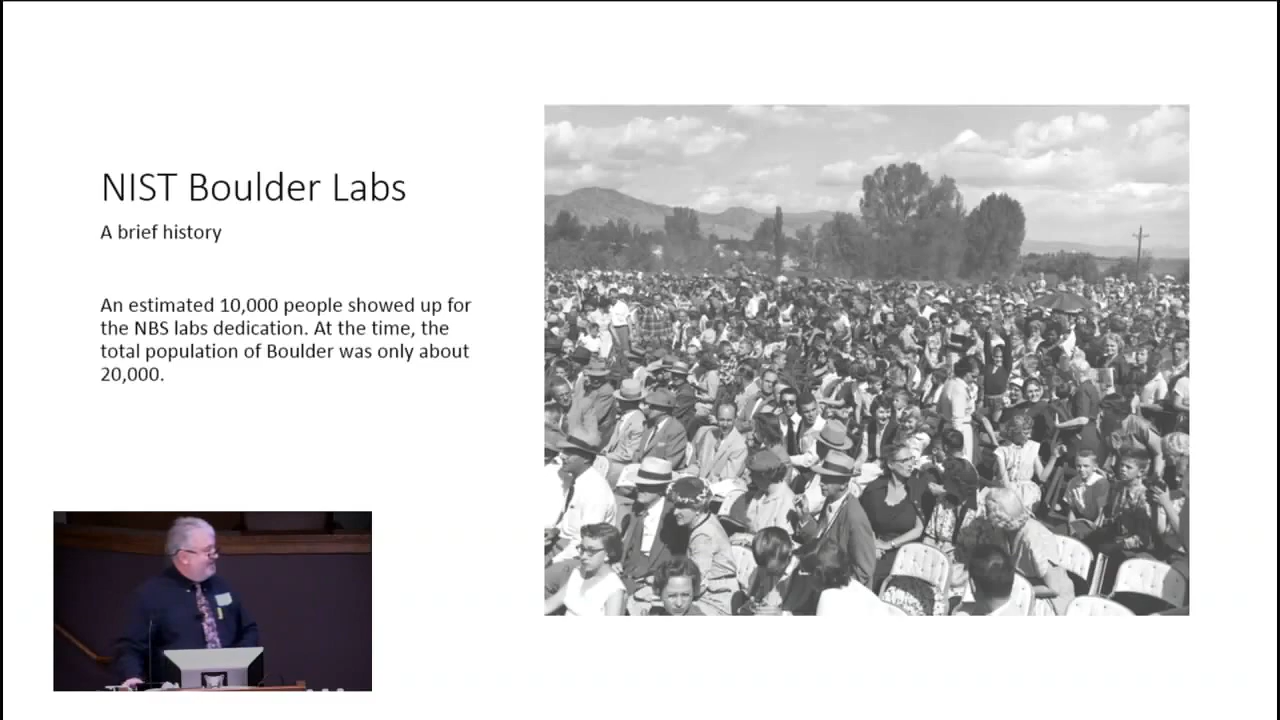 NIST Boulder Labs
A brief history
An estimated 10,000 people showed up for
the NBS labs dedication. At the time, the
total population of Boulder was only about
20,000.